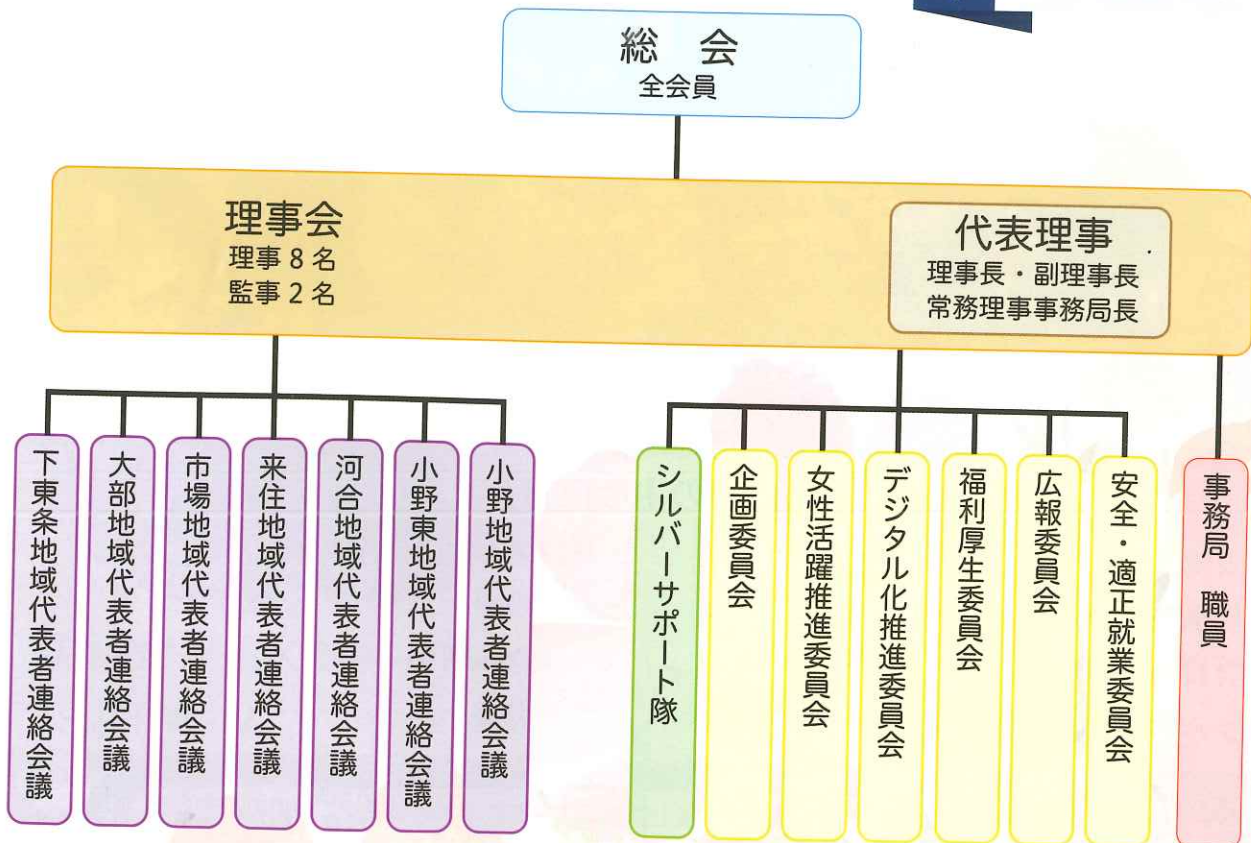 総 会
全会員
理事会
理事 8 名
監事 2 名
代表理事
理事長・副理事長
常務理事事務局長
下東条地域代表者連絡会議
大部地域代表者連絡会議
市場地域代表者連絡会議
来住地域代表者連絡会議
河合地域代表者連絡会議
小野東地域代表者連絡会議
小野地域代表者連絡会議
シルバーサポート隊
企画委員会
女性活躍推進委員会
デジタル化推進委員会
福利厚生委員会
広報委員会
安全・適正就業委員会
事務局 職員